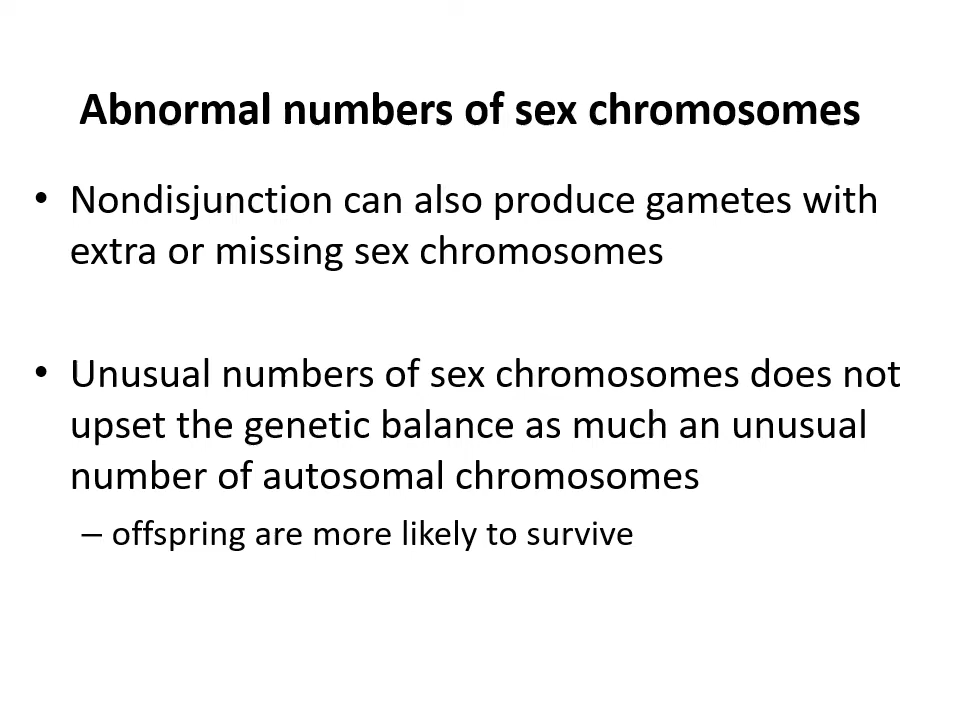 Abnormal numbers of sex chromosomes
• Nondisjunction can also produce gametes with
extra or missing sex chromosomes
• Unusual numbers of sex chromosomes does not
upset the genetic balance as much an unusual
number of autosomal chromosomes
– offspring are more likely to survive